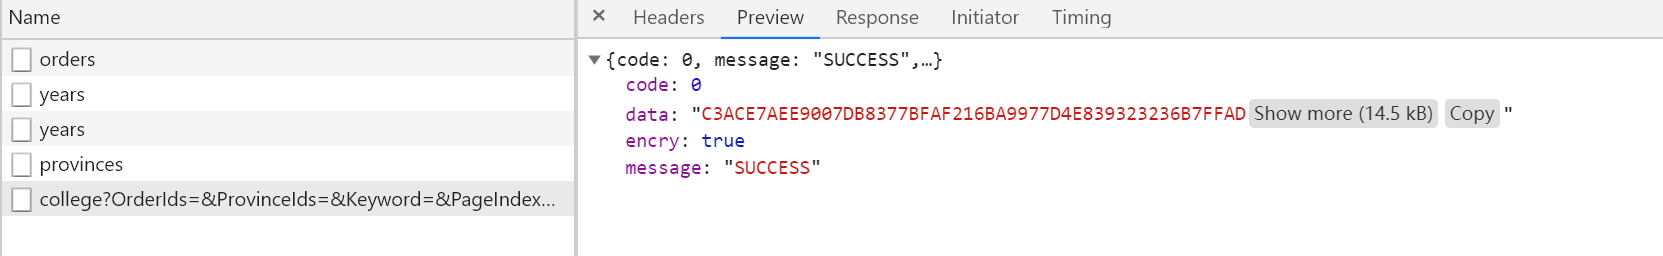 Name
orders
years
years
provinces
college?OrderIds=&ProvinceIds=&Keyword=&PageIndex...
× Headers Preview Response Initiator Timing
▼{code: 0, message: "SUCCESS",…}
code: 0
data: "C3ACE7AEE9007DB8377BFAF216BA9977D4E839323236B7FFAD Show more (14.5 kB) Copy "
encry: true
message: "SUCCESS"